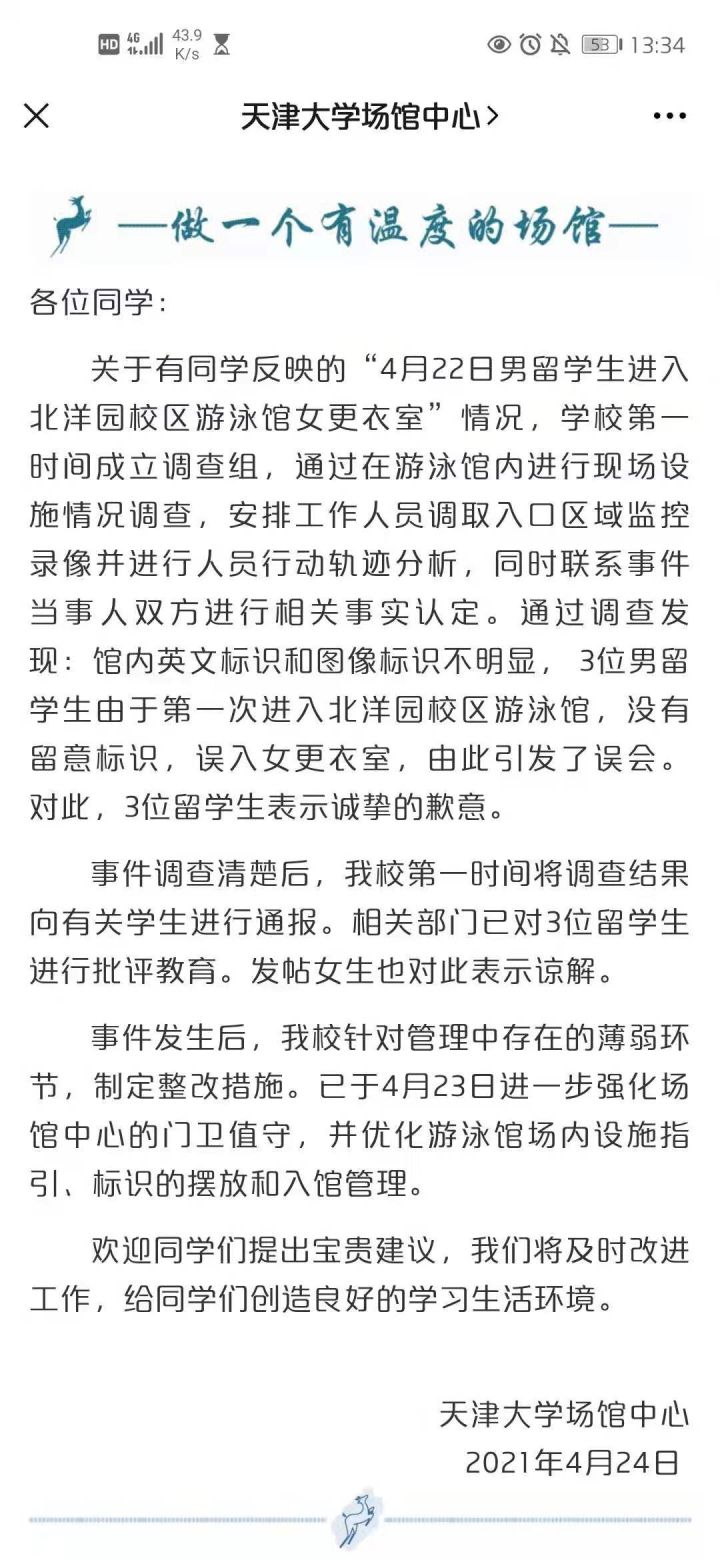 HD 4G 43.9 K/s 53 13:34
天津大学场馆中心
做一个有温度的场馆
各位同学：
关于有同学反映的“4月22日男留学生进入
北洋园校区游泳馆女更衣室”情况，学校第一
时间成立调查组，通过在游泳馆内进行现场设
施情况调查，安排工作人员调取入口区域监控
录像并进行人员行动轨迹分析，同时联系事件
当事人双方进行相关事实认定。通过调查发
现：馆内英文标识和图像标识不明显， 3位男留
学生由于第一次进入北洋园校区游泳馆，没有
留意标识，误入女更衣室，由此引发了误会。
对此，3位留学生表示诚挚的歉意。
事件调查清楚后，我校第一时间将调查结果
向有关学生进行通报。相关部门已对3位留学生
进行批评教育。发帖女生也对此表示谅解。
事件发生后，我校针对管理中存在的薄弱环
节，制定整改措施。已于4月23日进一步强化场
馆中心的门卫值守，并优化游泳馆场内设施指
引、标识的摆放和入馆管理。
欢迎同学们提出宝贵建议，我们将及时改进
工作，给同学们创造良好的学习生活环境。
天津大学场馆中心
2021年4月24日